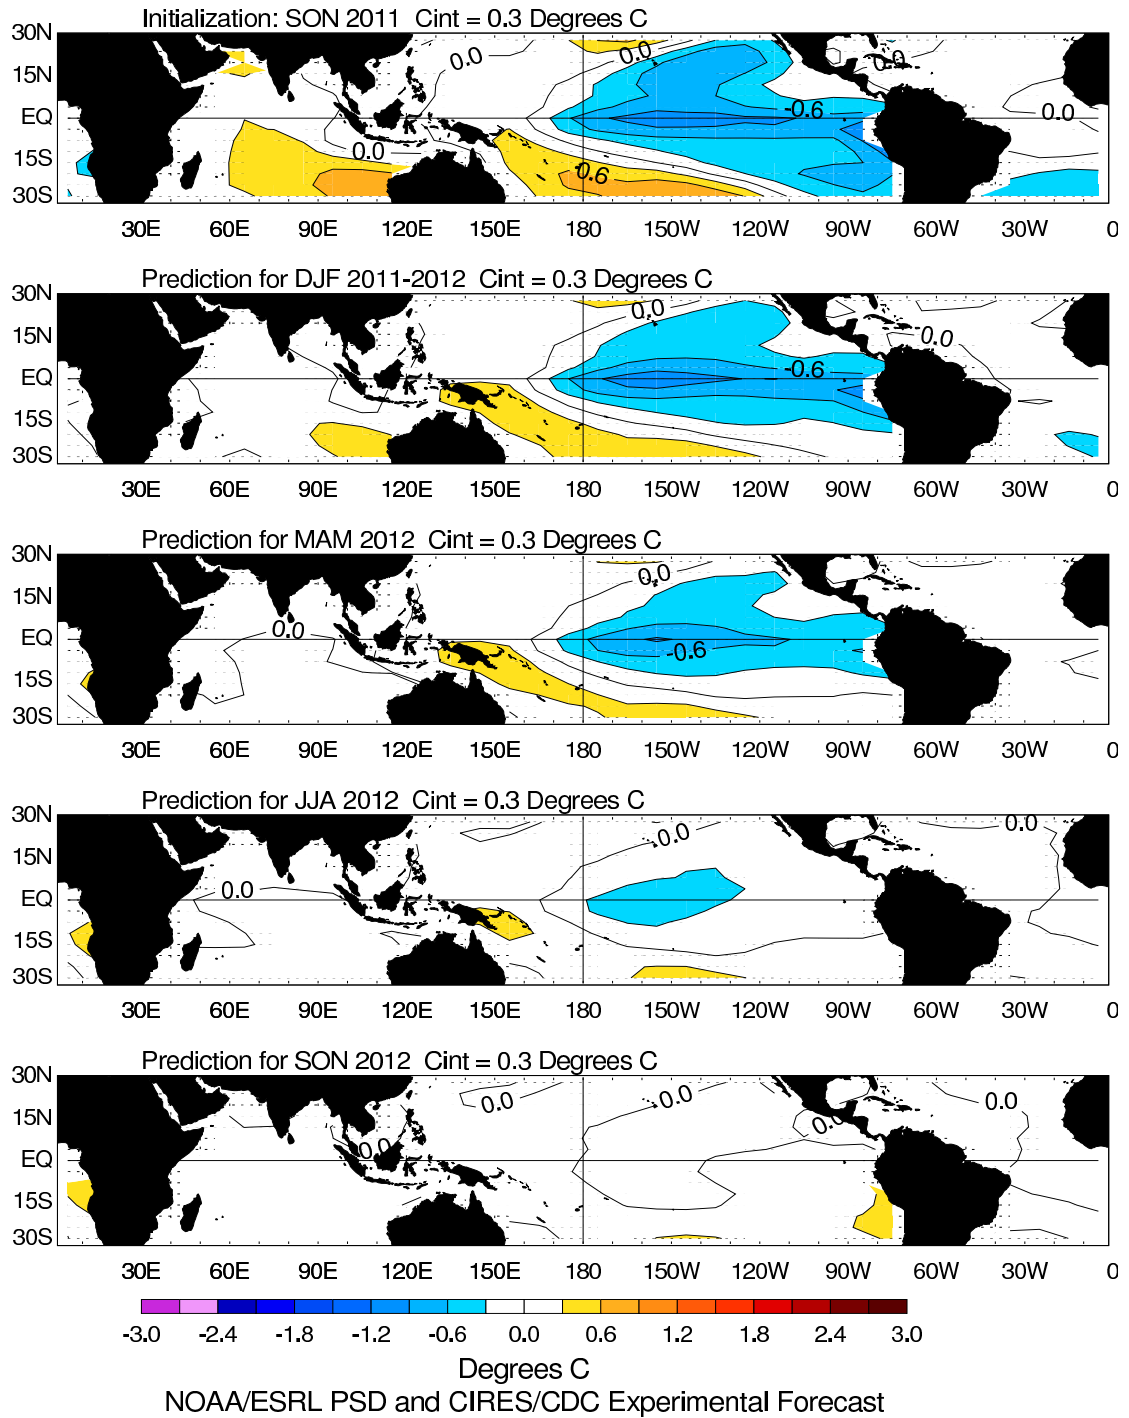 Initialization: SON 2011  Cint = 0.3 Degrees C
30N
15N
EQ
15S
30S
0.0
0.0
0.0
0.0
0.0
-0.6
0.6
30E 60E 90E 120E 150E 180 150W 120W 90W 60W 30W 0
Prediction for DJF 2011-2012  Cint = 0.3 Degrees C
30N
15N
EQ
15S
30S
0.0
0.0
-0.6
30E 60E 90E 120E 150E 180 150W 120W 90W 60W 30W 0
Prediction for MAM 2012  Cint = 0.3 Degrees C
30N
15N
EQ
15S
30S
0.0
0.0
-0.6
30E 60E 90E 120E 150E 180 150W 120W 90W 60W 30W 0
Prediction for JJA 2012  Cint = 0.3 Degrees C
30N
15N
EQ
15S
30S
0.0
0.0
0.0
30E 60E 90E 120E 150E 180 150W 120W 90W 60W 30W 0
Prediction for SON 2012  Cint = 0.3 Degrees C
30N
15N
EQ
15S
30S
0.0
0.0
0.0
0.0
0.0
30E 60E 90E 120E 150E 180 150W 120W 90W 60W 30W 0
-3.0 -2.4 -1.8 -1.2 -0.6 0.0 0.6 1.2 1.8 2.4 3.0
Degrees C
NOAA/ESRL PSD and CIRES/CDC Experimental Forecast